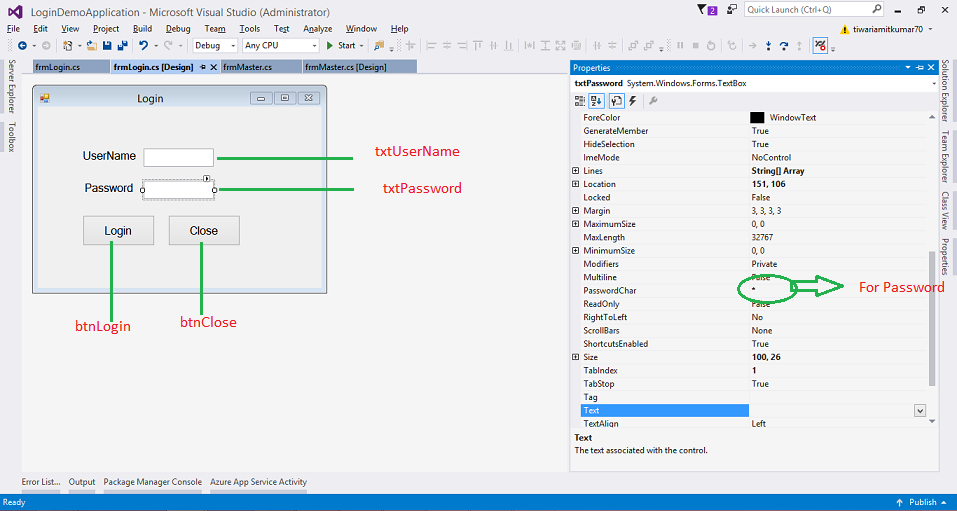 LoginDemoApplication - Microsoft Visual Studio (Administrator)
2
Quick Launch (Ctrl+Q)
File Edit View Project Build Debug Team Tools Test Analyze Window Help
tiwariamitkumar70
Debug Any CPU Start
Server Explorer
Toolbox
frmLogin.cs frmLogin.cs [Design] frmMaster.cs frmMaster.cs [Design]
Login
UserName
txtUserName
Password
txtPassword
Login Close
btnLogin
btnClose
Properties
txtPassword System.Windows.Forms.TextBox
ForeColor WindowText
GenerateMember True
HideSelection True
ImeMode NoControl
Lines String[] Array
Location 151, 106
Locked False
Margin 3, 3, 3, 3
MaximumSize 0, 0
MaxLength 32767
MinimumSize 0, 0
Modifiers Private
Multiline False
PasswordChar *
For Password
ReadOnly False
RightToLeft No
ScrollBars None
ShortcutsEnabled True
Size 100, 26
TabIndex 1
TabStop True
Tag
Text
TextAlign Left
Text
The text associated with the control.
Solution Explorer
Team Explorer
Class View
Properties
Error List... Output Package Manager Console Azure App Service Activity
Ready
Publish